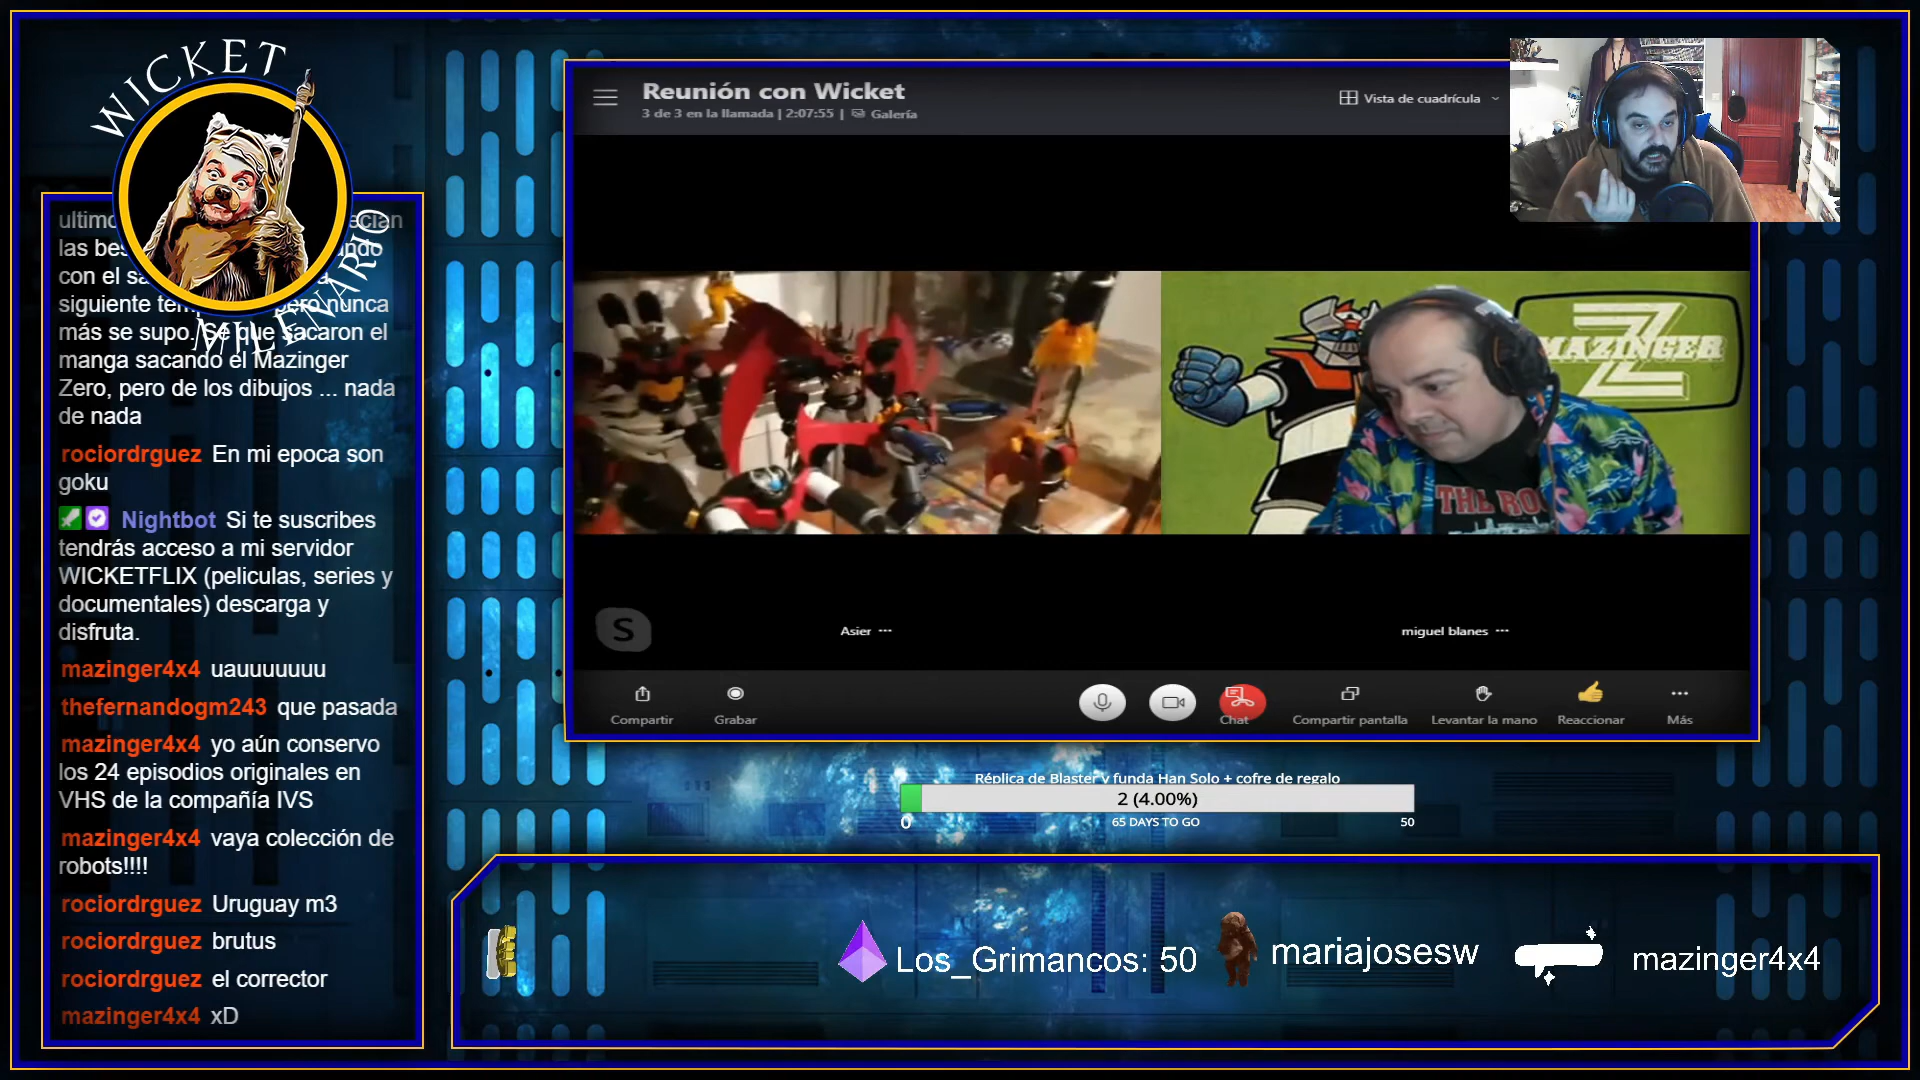 WICKET
MILENARIO
ultimo
ecian
las bes
ando
con el sa
a
siguiente tem
pero nunca
más se supo. Sé que sacaron el
manga sacando el Mazinger
Zero, pero de los dibujos ... nada
de nada
rociordrguez En mi epoca son
goku
Nightbot Si te suscribes
tendrás acceso a mi servidor
WICKETFLIX (peliculas, series y
documentales) descarga y
disfruta.
mazinger4x4 uauuuuuuu
thefernandogm243 que pasada
mazinger4x4 yo aún conservo
los 24 episodios originales en
VHS de la compañía IVS
mazinger4x4 vaya colección de
robots!!!!
rociordrguez Uruguay m3
rociordrguez brutus
rociordrguez el corrector
mazinger4x4 xD
Reunión con Wicket
3 de 3 en la llamada | 2:07:55 | Galería
Vista de cuadrícula
MAZINGER
Z
THE RO
S
Asier ···
miguel blanes ···
Compartir
Grabar
Chat
Compartir pantalla
Levantar la mano
Reaccionar
Más
Réplica de Blaster y funda Han Solo + cofre de regalo
2 (4.00%)
0
65 DAYS TO GO
50
Los_Grimancos: 50
mariajosesw
mazinger4x4